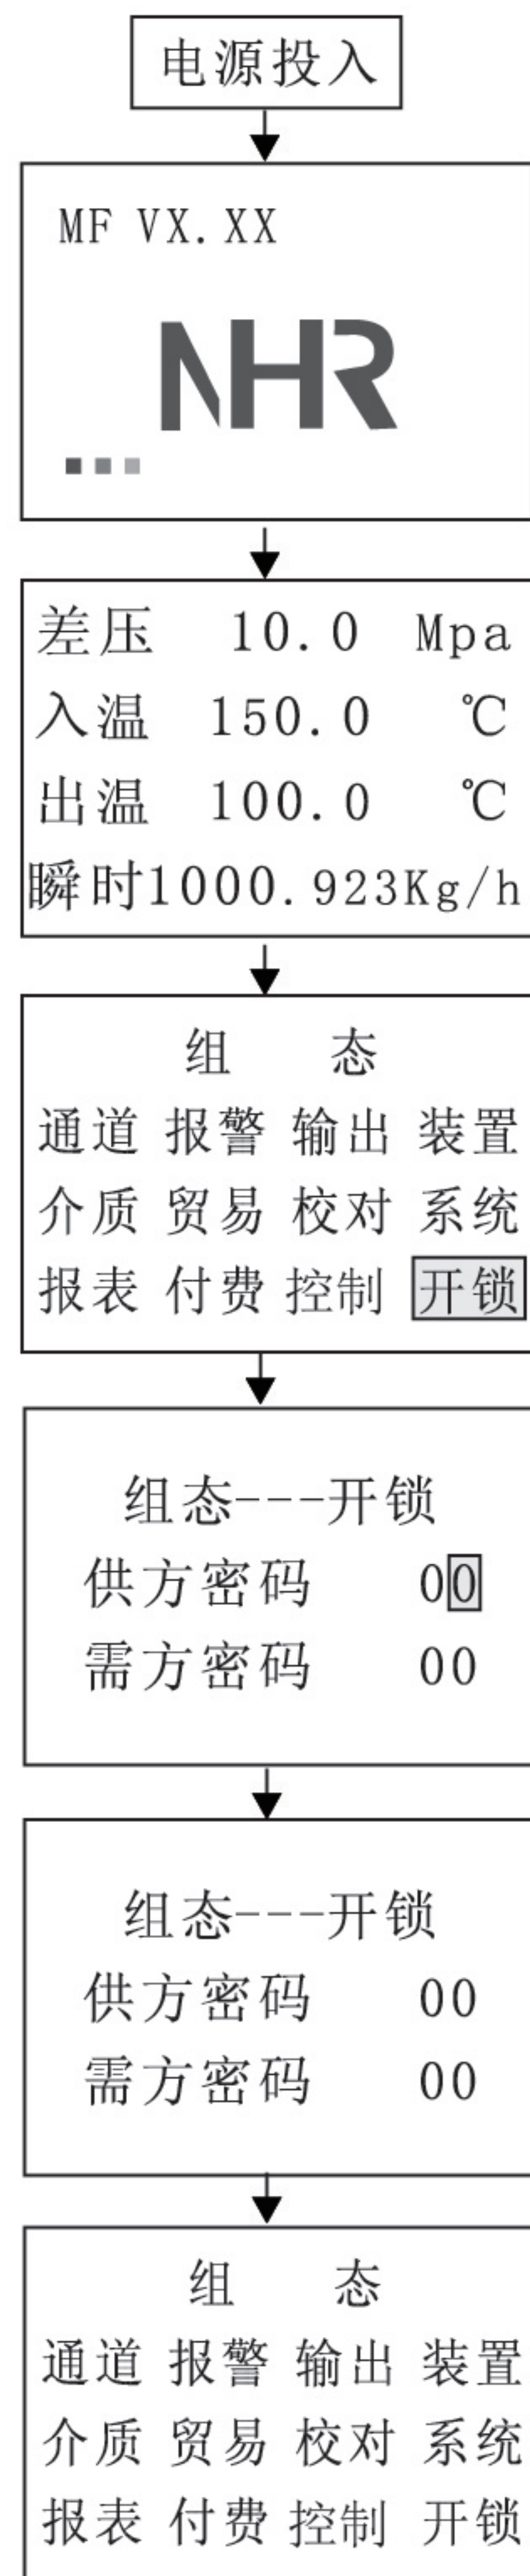 电源投入
MF VX.XX
NHR
差压 10.0 Mpa
入温 150.0 ℃
出温 100.0 ℃
瞬时1000.923Kg/h
组 态
通道 报警 输出 装置
介质 贸易 校对 系统
报表 付费 控制 开锁
组态---开锁
供方密码 00
需方密码 00
组态---开锁
供方密码 00
需方密码 00
组 态
通道 报警 输出 装置
介质 贸易 校对 系统
报表 付费 控制 开锁